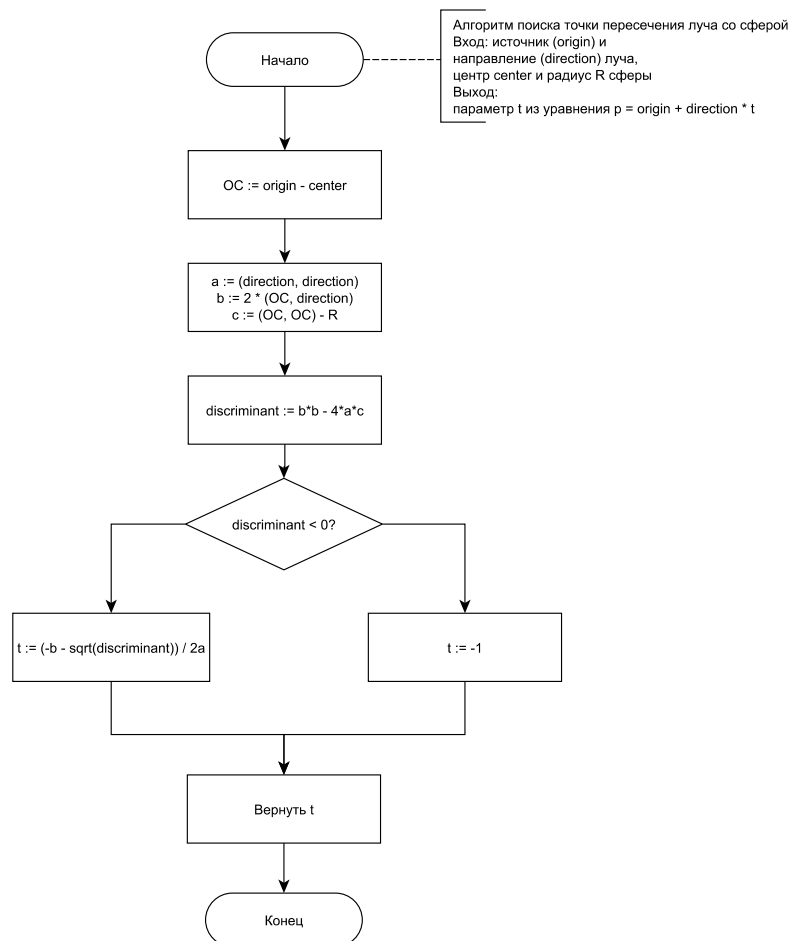 Алгоритм поиска точки пересечения луча со сферой
Вход: источник (origin) и
направление (direction) луча,
центр center и радиус R сферы
Выход:
параметр t из уравнения p = origin + direction * t
Начало
OC := origin - center
a := (direction, direction)
b := 2 * (OC, direction)
c := (OC, OC) - R
discriminant := b*b - 4*a*c
discriminant < 0?
t := (-b - sqrt(discriminant)) / 2a
t := -1
Вернуть t
Конец